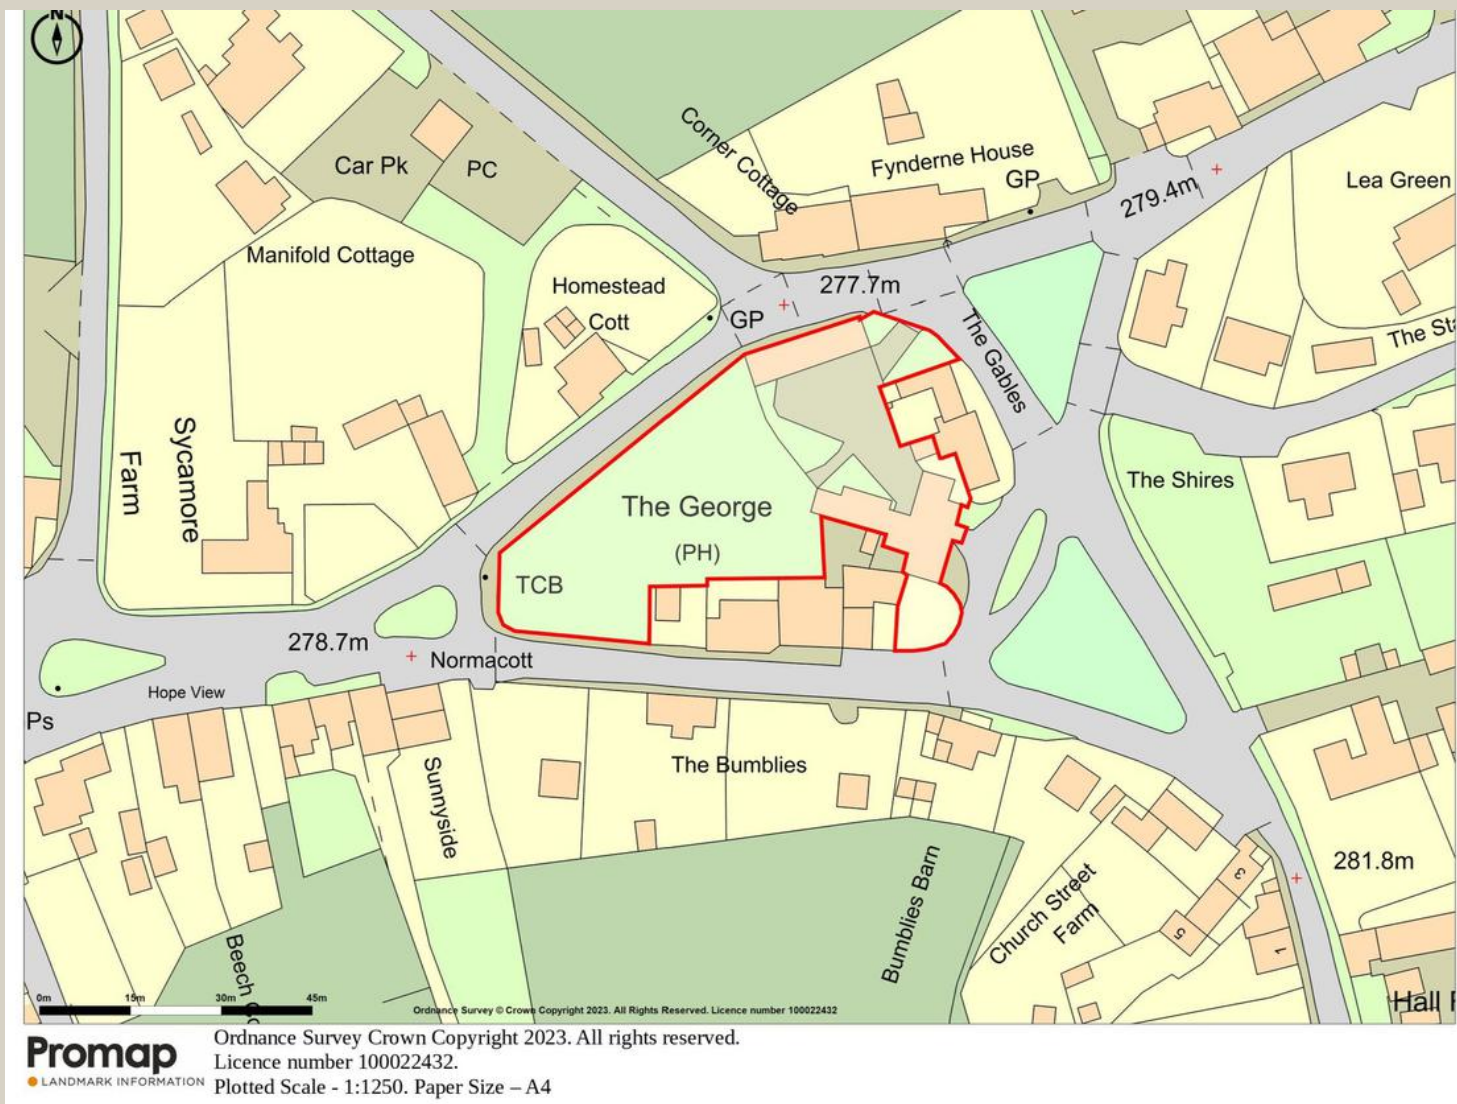 N
Car Pk
PC
Corner Cottage
Fynderne House
GP
279.4m
Lea Green
Manifold Cottage
Homestead
Cott
277.7m
GP
The Gables
Sycamore
Farm
The George
(PH)
TCB
The Shires
278.7m
Normacott
Hope View
Ps
Sunnyside
The Bumblies
Bumblies Barn
Church Street
Farm
3
5
1
281.8m
Beech
Hall
0m 15m 30m 45m
Ordnance Survey © Crown Copyright 2023. All Rights Reserved. Licence number 100022432
Promap
LANDMARK INFORMATION
Ordnance Survey Crown Copyright 2023. All rights reserved.
Licence number 100022432.
Plotted Scale - 1:1250. Paper Size – A4